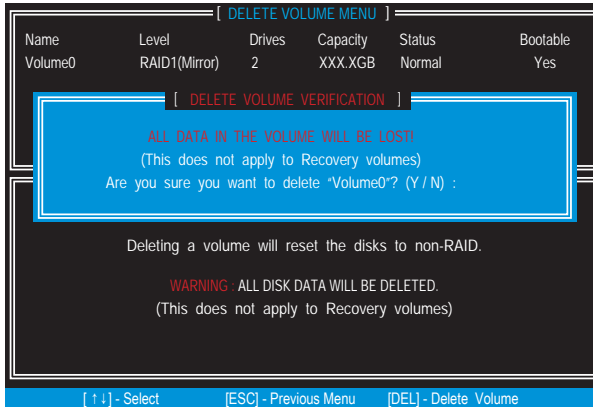 [ DELETE VOLUME MENU ]
Name Level Drives Capacity Status Bootable
Volume0 RAID1(Mirror) 2 XXX.XGB Normal Yes
[ DELETE VOLUME VERIFICATION ]
ALL DATA IN THE VOLUME WILL BE LOST!
(This does not apply to Recovery volumes)
Are you sure you want to delete “Volume0”? (Y / N) :
Deleting a volume will reset the disks to non-RAID.
WARNING : ALL DISK DATA WILL BE DELETED.
(This does not apply to Recovery volumes)
[ ↑↓] - Select [ESC] - Previous Menu [DEL] - Delete Volume